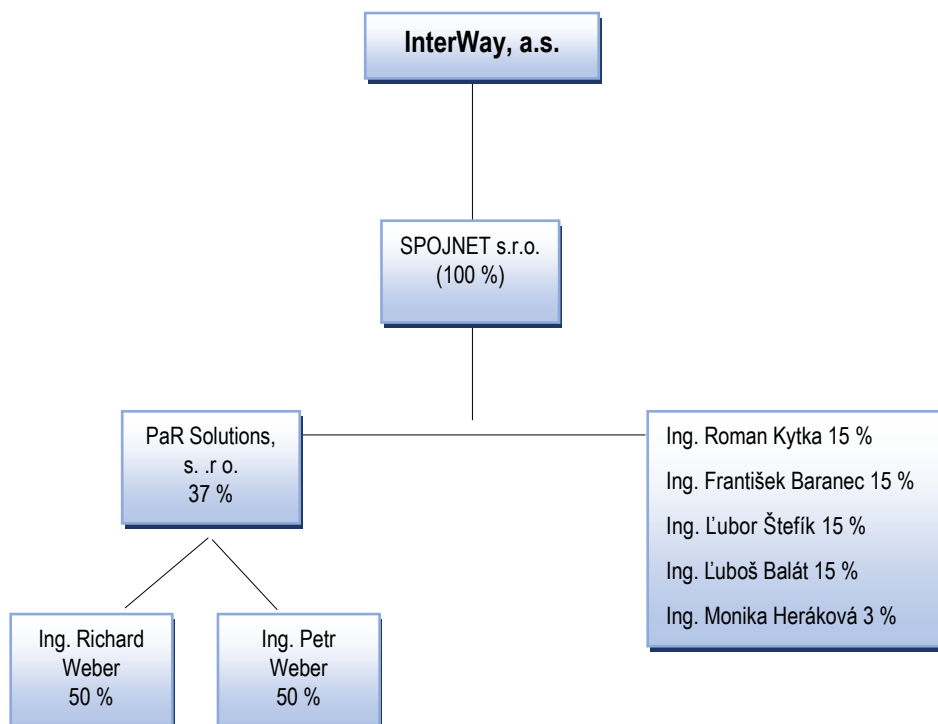 InterWay, a.s.
SPOJNET s.r.o.
(100 %)
PaR Solutions,
s. .r o.
37 %
Ing. Roman Kytka 15 %
Ing. František Baranec 15 %
Ing. Ľubor Štefík 15 %
Ing. Ľuboš Balát 15 %
Ing. Monika Heráková 3 %
Ing. Richard
Weber
50 %
Ing. Petr
Weber
50 %